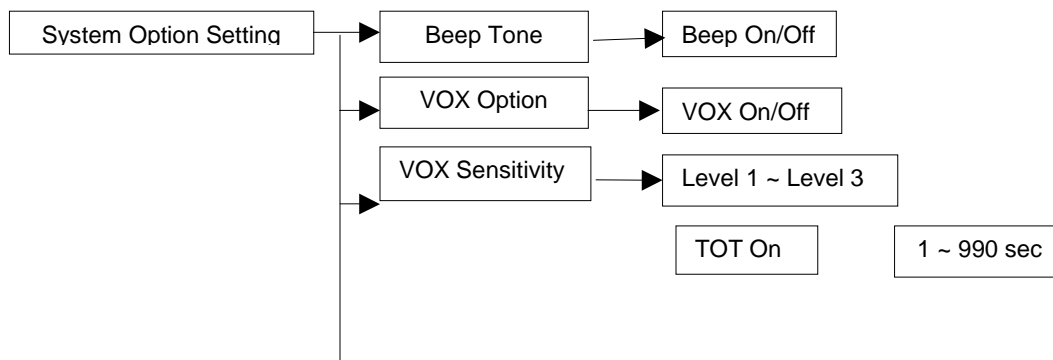 System Option Setting
Beep Tone
Beep On/Off
VOX Option
VOX On/Off
VOX Sensitivity
Level 1 ~ Level 3
TOT On
1 ~ 990 sec